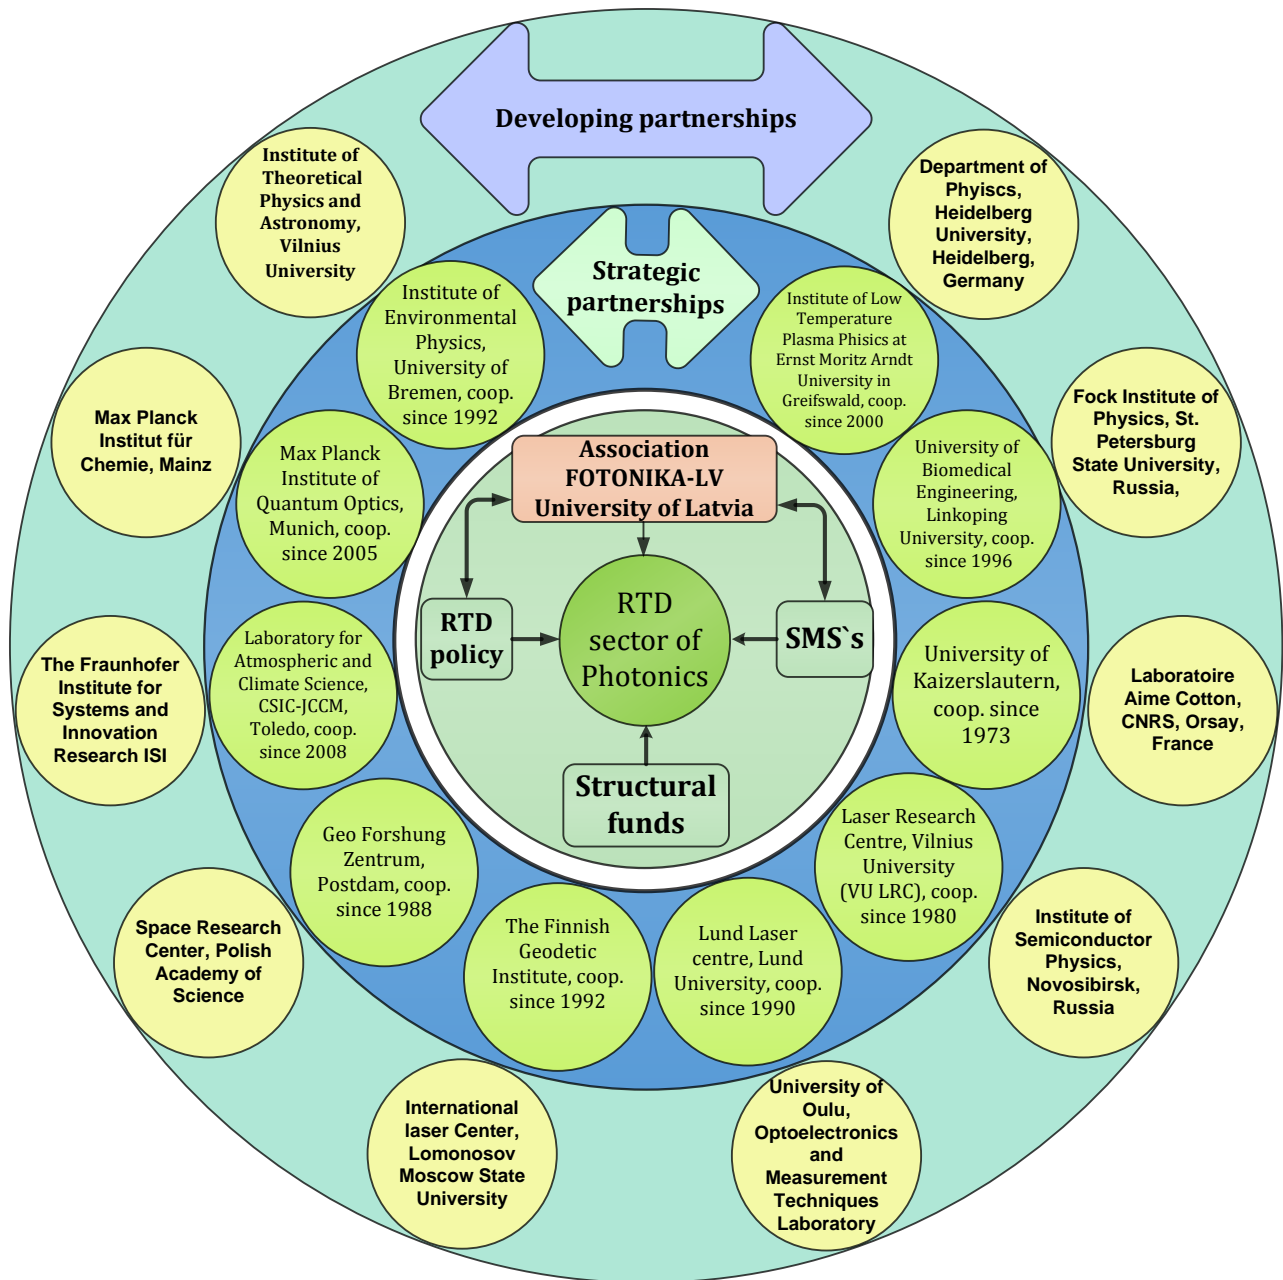 Developing partnerships
Institute of
Theoretical
Physics and
Astronomy,
Vilnius
University
Department of
Phyiscs,
Heidelberg
University,
Heidelberg,
Germany
Strategic
partnerships
Institute of
Environmental
Physics,
University of
Bremen, coop.
since 1992
Institute of Low
Temperature
Plasma Phisics at
Ernst Moritz Arndt
University in
Greifswald, coop.
since 2000
Max Planck
Institut für
Chemie, Mainz
Fock Institute of
Physics, St.
Petersburg
State University,
Russia,
Max Planck
Institute of
Quantum Optics,
Munich, coop.
since 2005
Association
FOTONIKA-LV
University of Latvia
University of
Biomedical
Engineering,
Linkoping
University, coop.
since 1996
RTD
policy
RTD
sector of
Photonics
SMS`s
Structural
funds
The Fraunhofer
Institute for
Systems and
Innovation
Research ISI
Laboratory for
Atmospheric and
Climate Science,
CSIC-JCCM,
Toledo, coop.
since 2008
University of
Kaizerslautern,
coop. since
1973
Laboratoire
Aime Cotton,
CNRS, Orsay,
France
Geo Forshung
Zentrum,
Postdam, coop.
since 1988
Laser Research
Centre, Vilnius
University
(VU LRC), coop.
since 1980
Space Research
Center, Polish
Academy of
Science
The Finnish
Geodetic
Institute, coop.
since 1992
Lund Laser
centre, Lund
University, coop.
since 1990
Institute of
Semiconductor
Physics,
Novosibirsk,
Russia
International
laser Center,
Lomonosov
Moscow State
University
University of
Oulu,
Optoelectronics
and
Measurement
Techniques
Laboratory